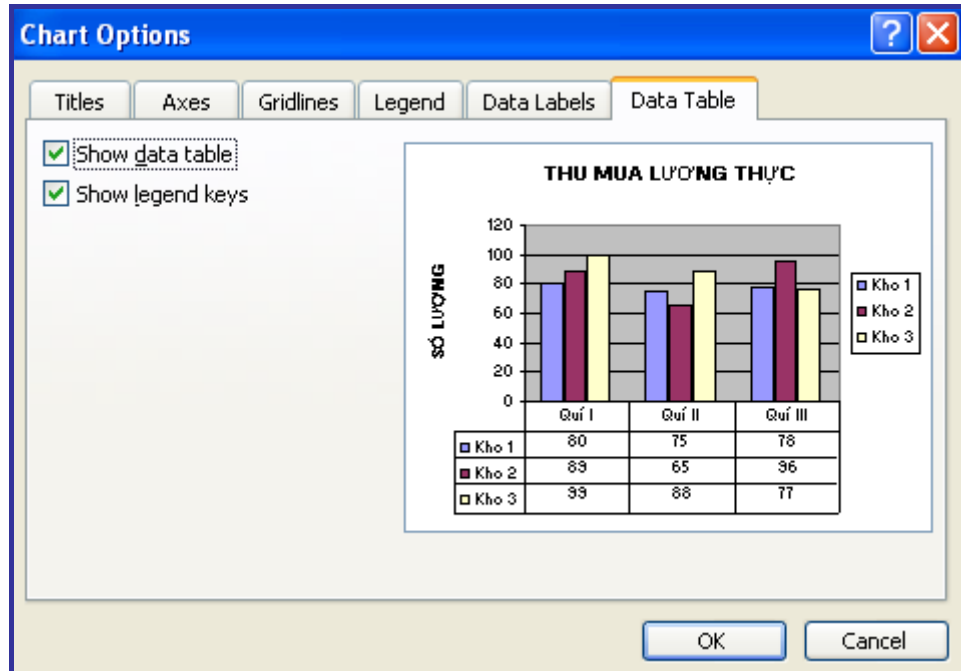 Chart Options
Titles Axes Gridlines Legend Data Labels Data Table
Show data table
Show legend keys
THU MUA LƯƠNG THỰC
SỐ LƯỢNG
120
100
80
60
40
20
0
Quí I Quí II Quí III
Kho 1 80 75 78
Kho 2 89 65 96
Kho 3 99 88 77
Kho 1
Kho 2
Kho 3
OK Cancel